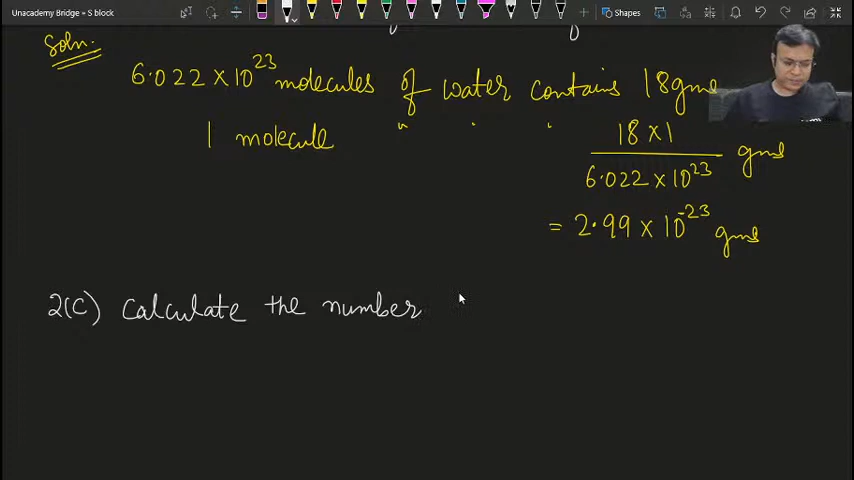 Unacademy Bridge + S block
Shapes
Soln.
6.022 × 10²³ molecules of water contains 18gms
1 molecule " " "
18 × 1
6.022 × 10²³ gms
= 2.99 × 10⁻²³ gms
2(C) Calculate the number